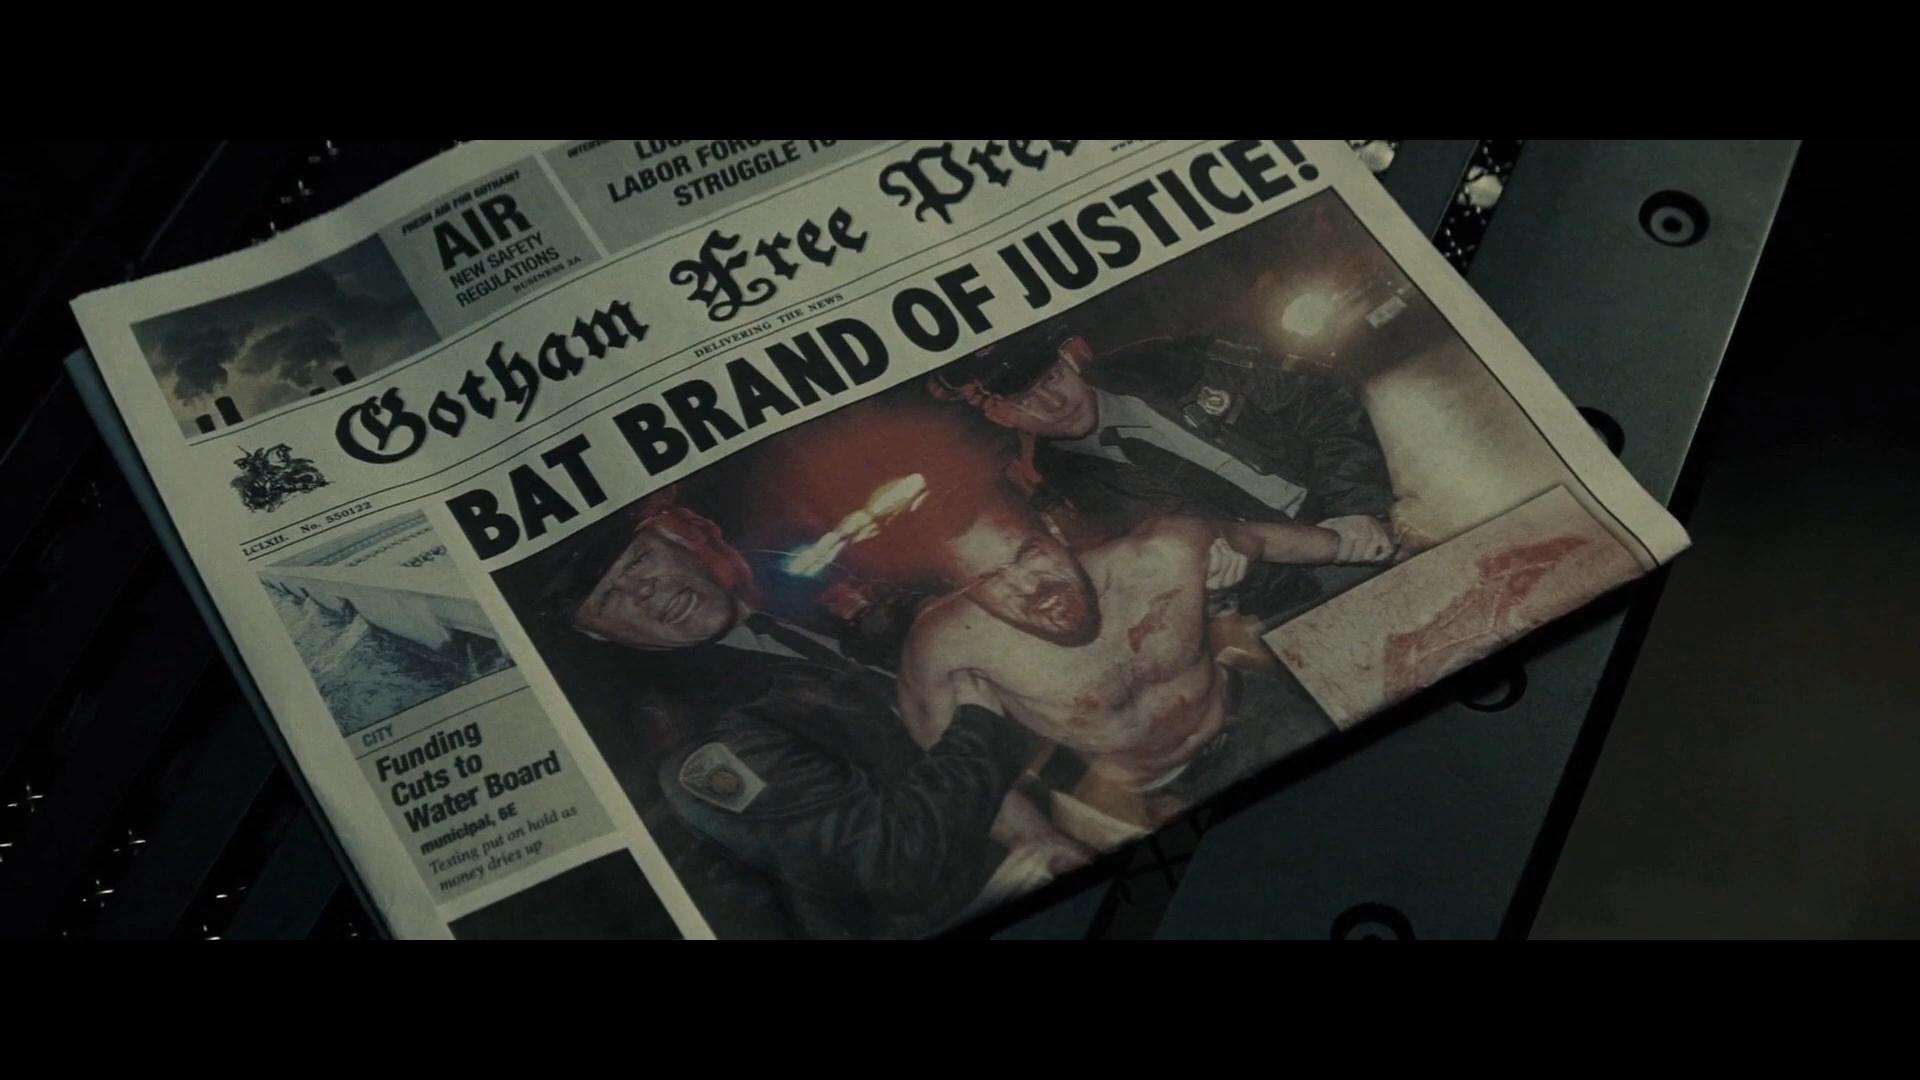 FRESH AIR FOR GOTHAM?
AIR
NEW SAFETY
REGULATIONS
BUSINESS 3A
LABOR
STRUGGLE
Gotham Free
DELIVERING THE NEWS
BAT BRAND OF JUSTICE!
LCLXII. No. 550122
CITY
Funding
Cuts to
Water Board
municipal, 6E
Testing put on hold as
money dries up